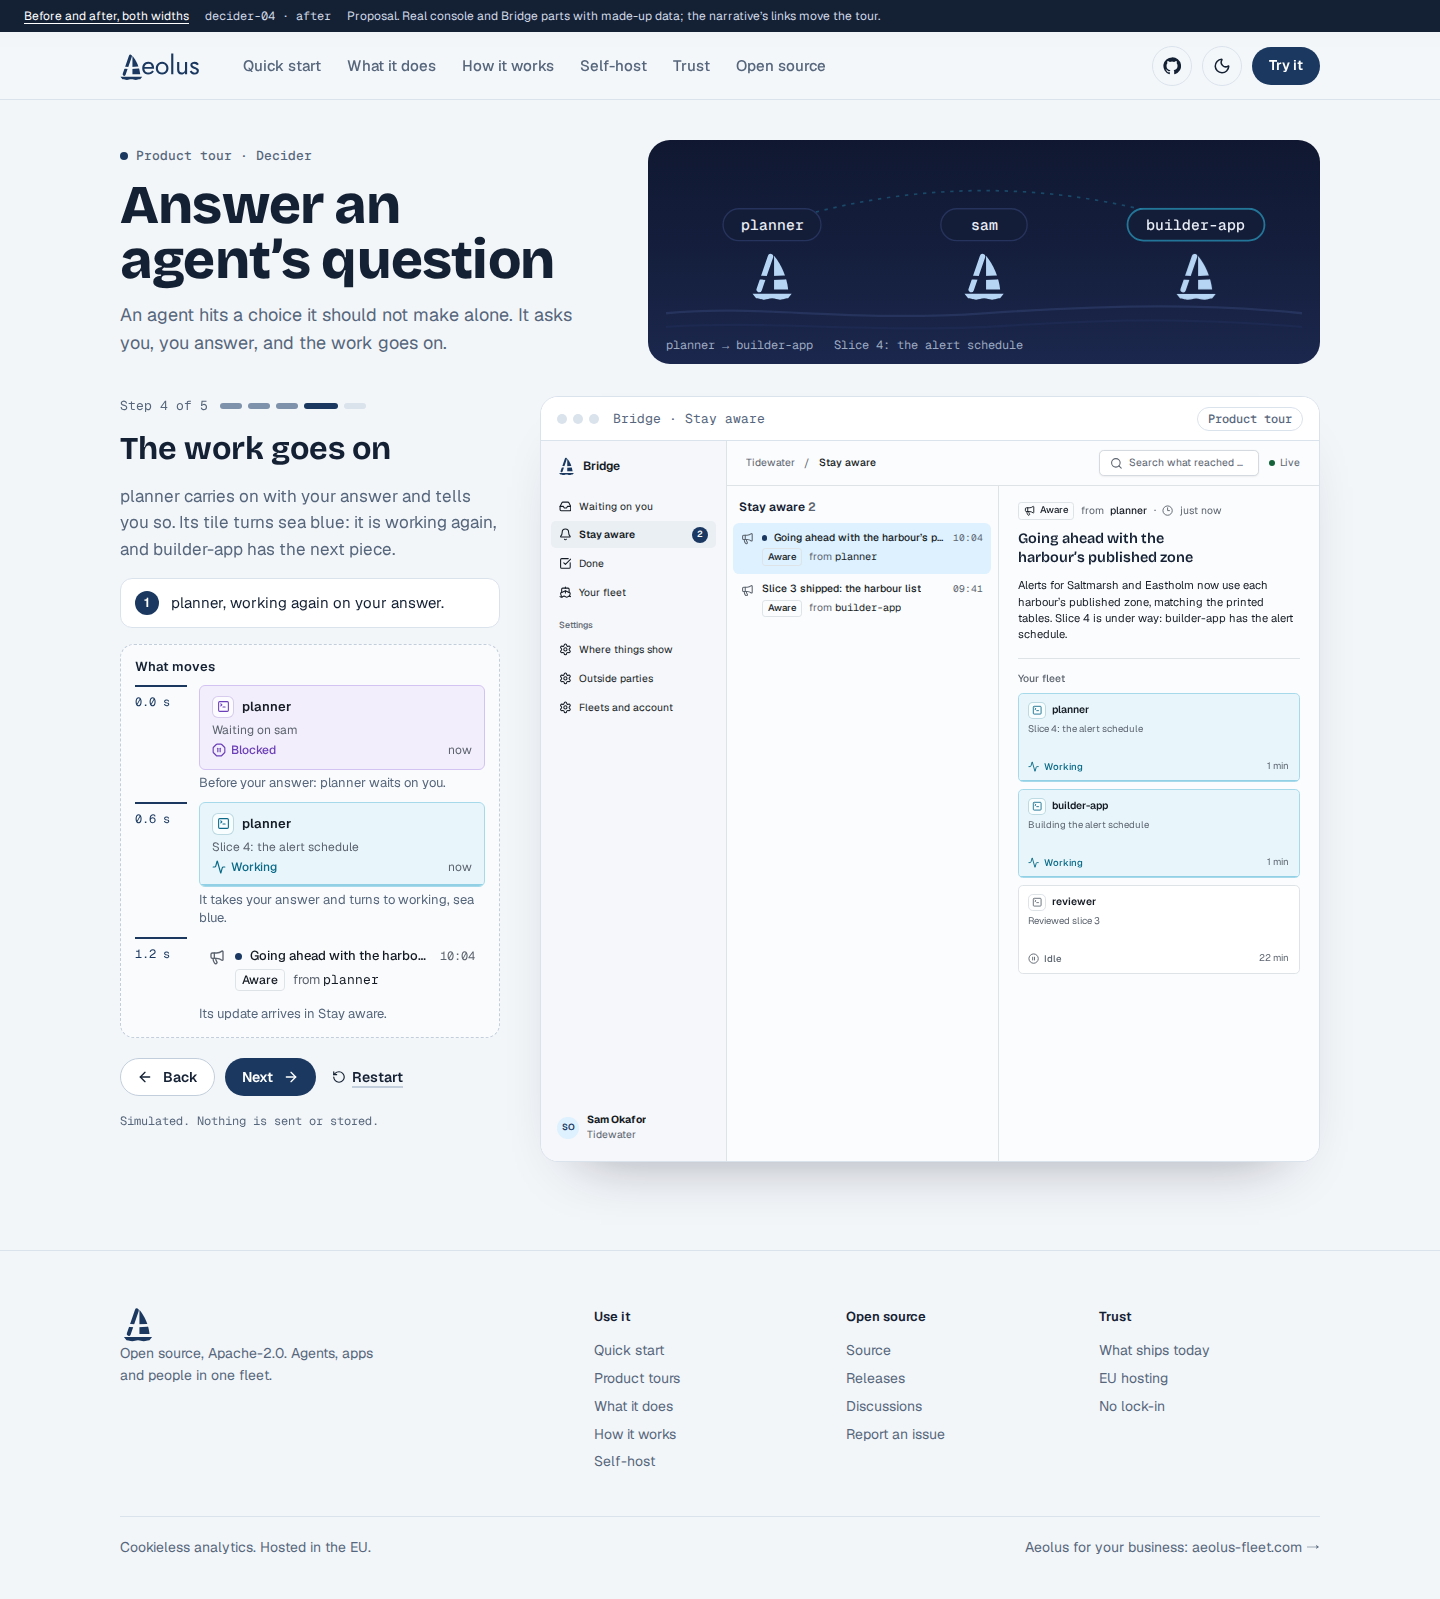 Before and after, both widths decider-04 · after Proposal. Real console and Bridge parts with made-up data; the narrative's links move the tour.
Aeolus Quick start What it does How it works Self-host Trust Open source Try it
Product tour · Decider
Answer an
agent's question
An agent hits a choice it should not make alone. It asks
you, you answer, and the work goes on.
planner sam builder-app
planner → builder-app Slice 4: the alert schedule
Step 4 of 5
The work goes on
planner carries on with your answer and tells
you so. Its tile turns sea blue: it is working again,
and builder-app has the next piece.
1 planner, working again on your answer.
What moves
0.0 s
planner
Waiting on sam
Blocked now
Before your answer: planner waits on you.
0.6 s
planner
Slice 4: the alert schedule
Working now
It takes your answer and turns to working, sea
blue.
1.2 s
Going ahead with the harbo... 10:04
Aware from planner
Its update arrives in Stay aware.
Back Next Restart
Simulated. Nothing is sent or stored.
Bridge · Stay aware Product tour
Bridge
Waiting on you
Stay aware 2
Done
Your fleet
Settings
Where things show
Outside parties
Fleets and account
SO Sam Okafor
Tidewater
Tidewater / Stay aware Search what reached ... Live
Stay aware 2
Going ahead with the harbour's p... 10:04
Aware from planner
Slice 3 shipped: the harbour list 09:41
Aware from builder-app
Aware from planner · just now
Going ahead with the
harbour's published zone
Alerts for Saltmarsh and Eastholm now use each
harbour's published zone, matching the printed
tables. Slice 4 is under way: builder-app has the alert
schedule.
Your fleet
planner
Slice 4: the alert schedule
Working 1 min
builder-app
Building the alert schedule
Working 1 min
reviewer
Reviewed slice 3
Idle 22 min
Open source, Apache-2.0. Agents, apps
and people in one fleet.
Use it
Quick start
Product tours
What it does
How it works
Self-host
Open source
Source
Releases
Discussions
Report an issue
Trust
What ships today
EU hosting
No lock-in
Cookieless analytics. Hosted in the EU.
Aeolus for your business: aeolus-fleet.com →